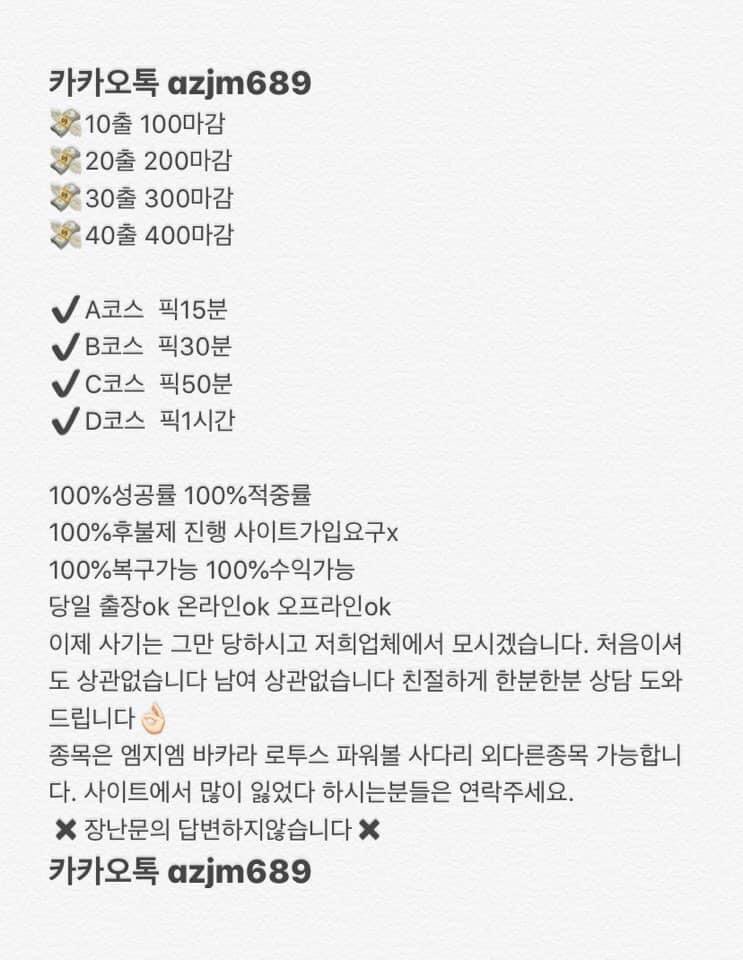 카카오톡 azjm689
💸10출 100마감
💸20출 200마감
💸30출 300마감
💸40출 400마감
✔A코스  픽15분
✔B코스  픽30분
✔C코스  픽50분
✔D코스  픽1시간
100%성공률 100%적중률
100%후불제 진행 사이트가입요구x
100%복구가능 100%수익가능
당일 출장ok 온라인ok 오프라인ok
이제 사기는 그만 당하시고 저희업체에서 모시겠습니다. 처음이셔
도 상관없습니다 남여 상관없습니다 친절하게 한분한분 상담 도와
드립니다👌🏻
종목은 엠지엠 바카라 로투스 파워볼 사다리 외다른종목 가능합니
다. 사이트에서 많이 잃었다 하시는분들은 연락주세요.
✖ 장난문의 답변하지않습니다 ✖
카카오톡 azjm689